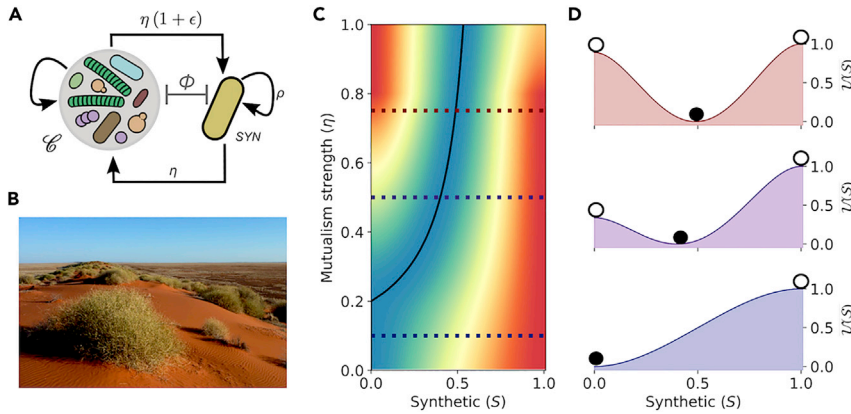 A
η (1 + ϵ)
Φ
ρ
𝒞
SYN
η
B
C
Mutualism strength (η)
1.0
0.8
0.6
0.4
0.2
0.0
0.0
0.5
1.0
Synthetic (S)
D
1.0
0.5
0.0
𝒱(S)
1.0
0.5
0.0
𝒱(S)
1.0
0.5
0.0
𝒱(S)
0.0
0.5
1.0
Synthetic (S)